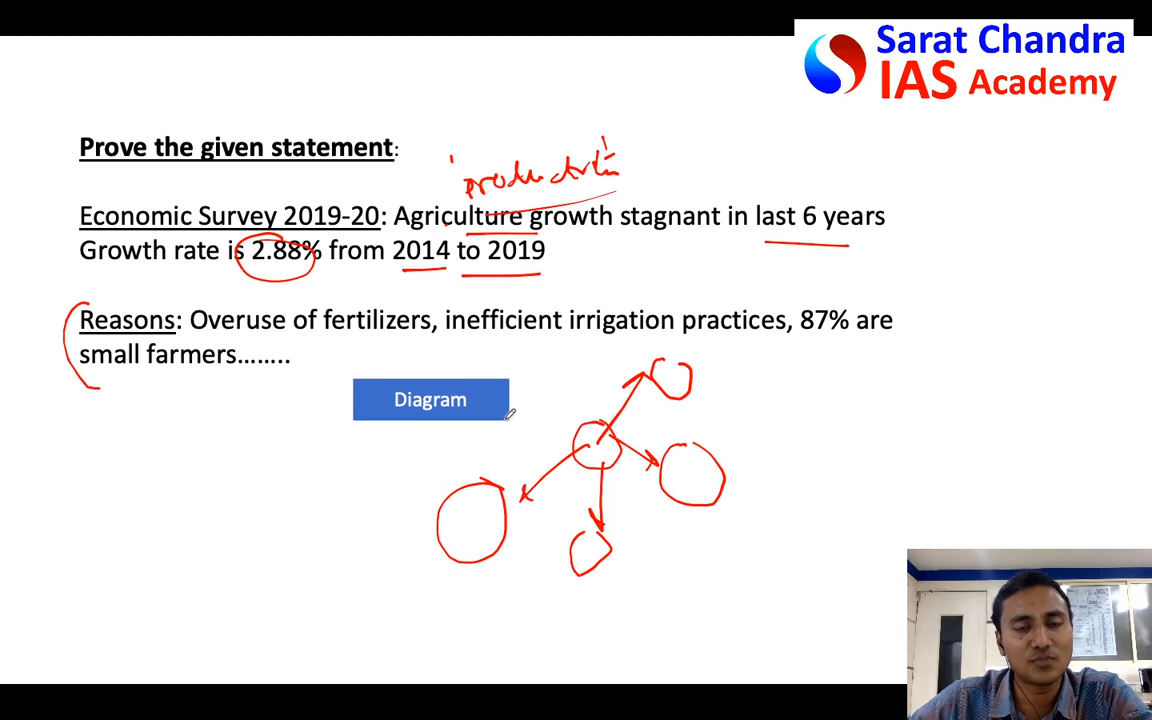 Sarat Chandra
IAS Academy
Prove the given statement:
productivity
Economic Survey 2019-20: Agriculture growth stagnant in last 6 years
Growth rate is 2.88% from 2014 to 2019
Reasons: Overuse of fertilizers, inefficient irrigation practices, 87% are
small farmers……..
Diagram